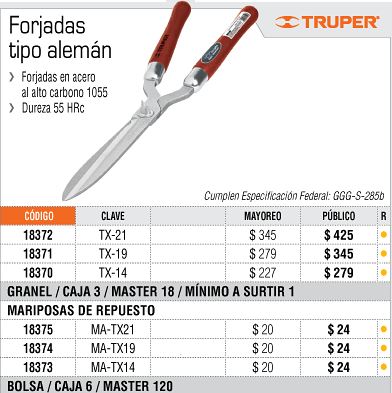 Forjadas
tipo alemán
Forjadas en acero
al alto carbono 1055
Dureza 55 HRc
TRUPER®
Cumplen Especificación Federal: GGG-S-285b
CÓDIGO CLAVE MAYOREO PÚBLICO R
18372 TX-21 $ 345 $ 425
18371 TX-19 $ 279 $ 345
18370 TX-14 $ 227 $ 279
GRANEL / CAJA 3 / MASTER 18 / MÍNIMO A SURTIR 1
MARIPOSAS DE REPUESTO
18375 MA-TX21 $ 20 $ 24
18374 MA-TX19 $ 20 $ 24
18373 MA-TX14 $ 20 $ 24
BOLSA / CAJA 6 / MASTER 120